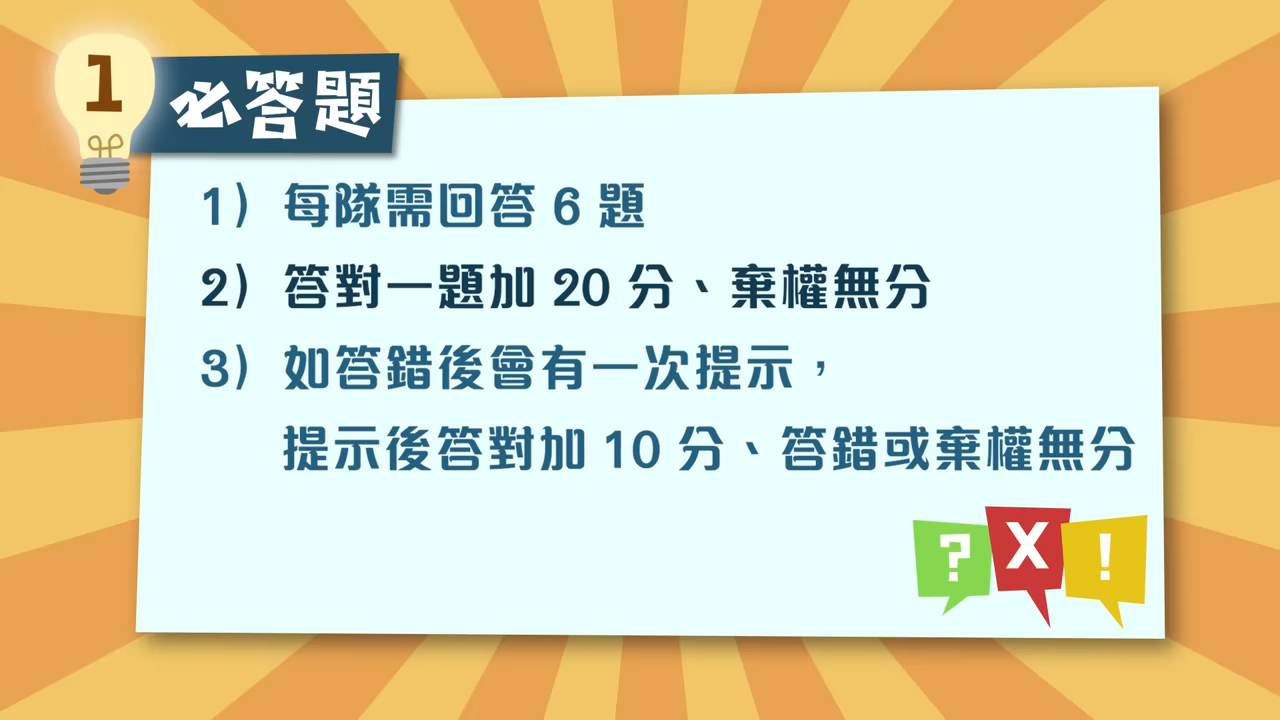 1
必答題
1) 每隊需回答 6 題
2) 答對一題加 20 分、棄權無分
3) 如答錯後會有一次提示，
提示後答對加 10 分、答錯或棄權無分
? X !